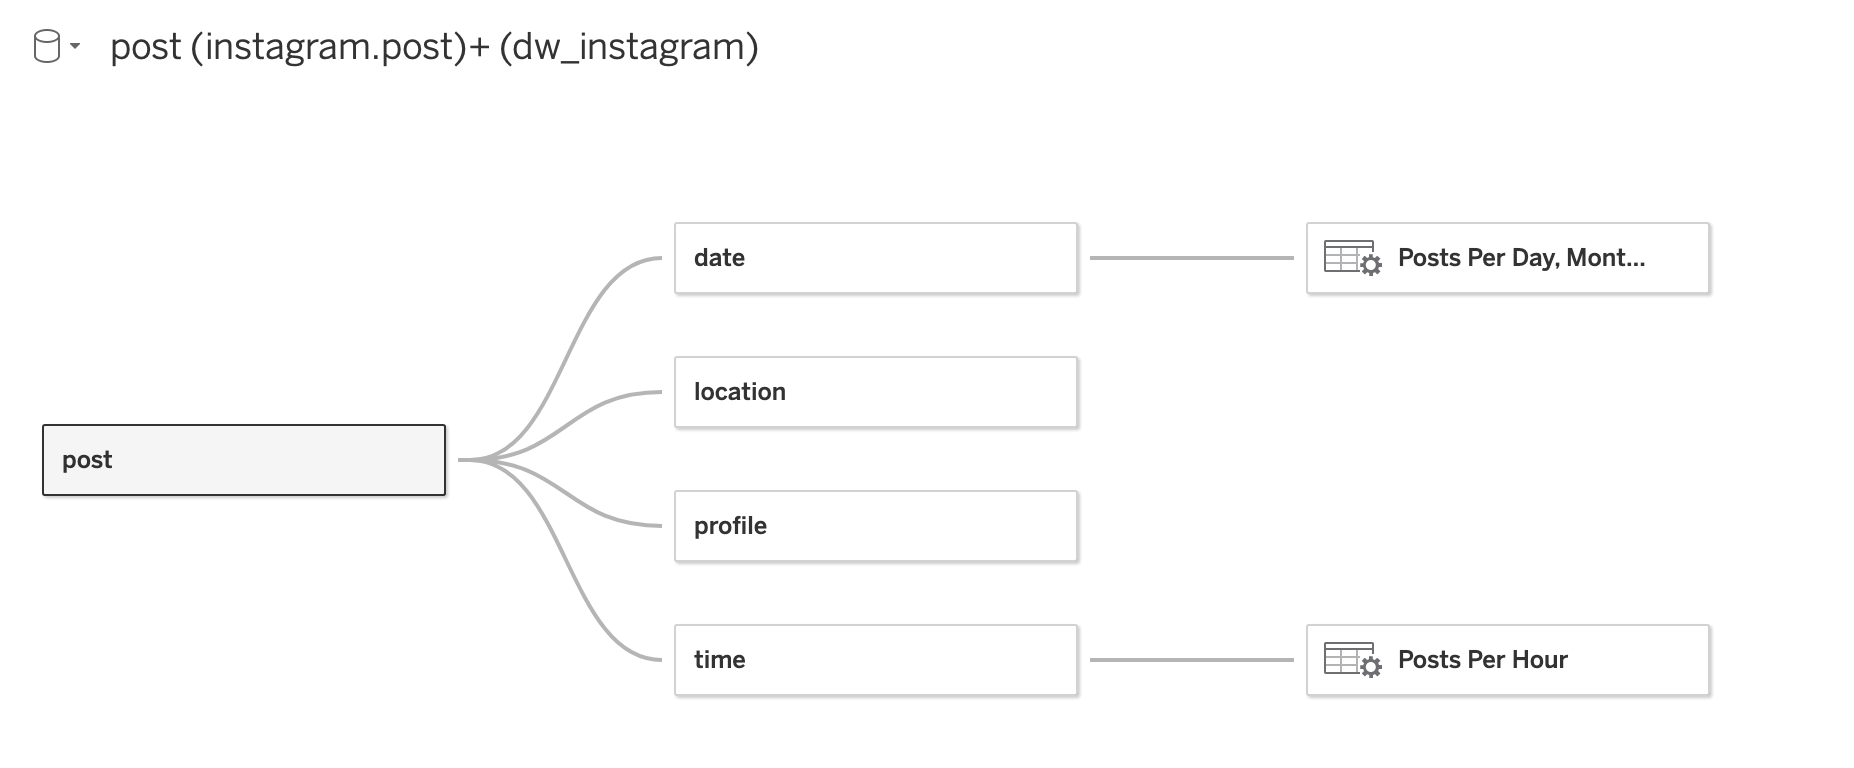 post (instagram.post)+ (dw_instagram)
date
Posts Per Day, Mont...
location
post
profile
time
Posts Per Hour